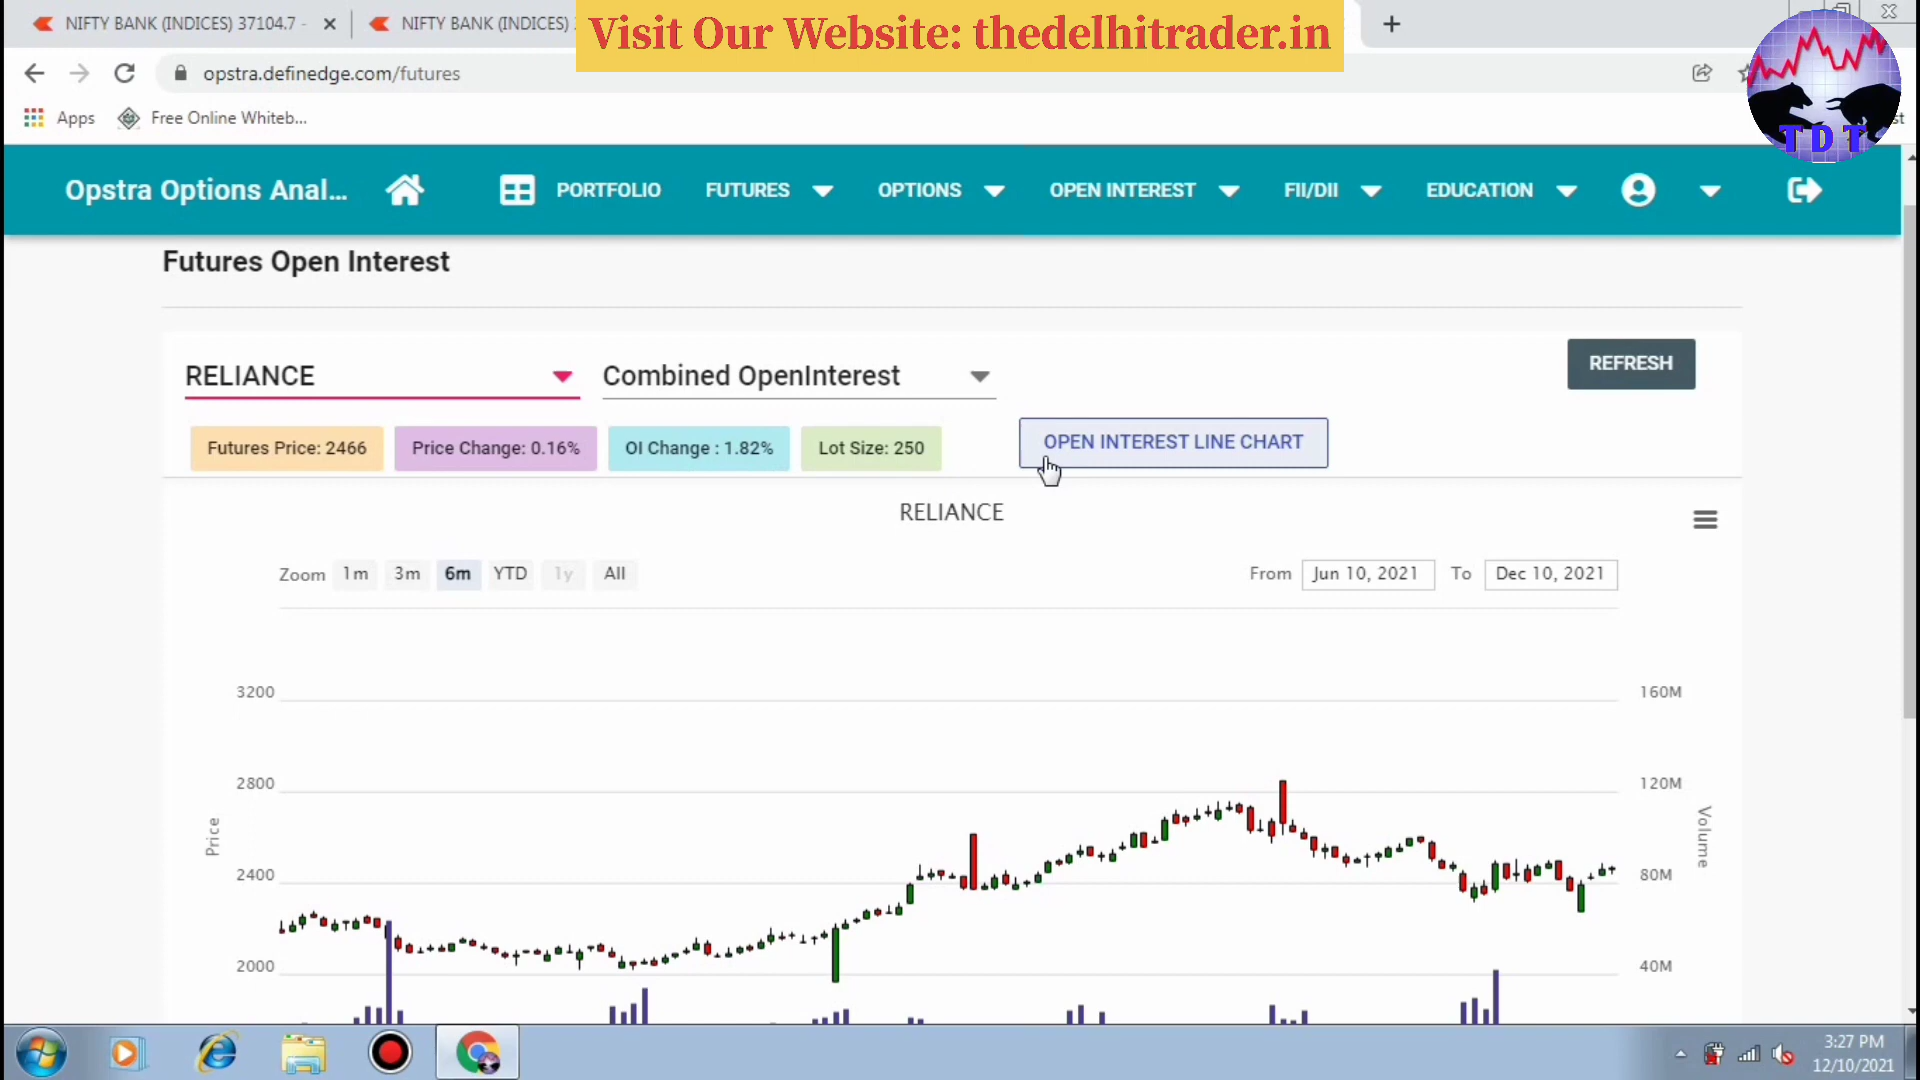 NIFTY BANK (INDICES) 37104.7 -
NIFTY BANK (INDICES)
Visit Our Website: thedelhitrader.in
opstra.definedge.com/futures
Apps
Free Online Whiteb...
TDT
Opstra Options Anal...
PORTFOLIO
FUTURES
OPTIONS
OPEN INTEREST
FII/DII
EDUCATION
Futures Open Interest
RELIANCE
Combined OpenInterest
REFRESH
Futures Price: 2466
Price Change: 0.16%
OI Change : 1.82%
Lot Size: 250
OPEN INTEREST LINE CHART
RELIANCE
Zoom 1m 3m 6m YTD 1y All
From Jun 10, 2021 To Dec 10, 2021
3200
160M
2800
120M
Price
Volume
2400
80M
2000
40M
3:27 PM
12/10/2021